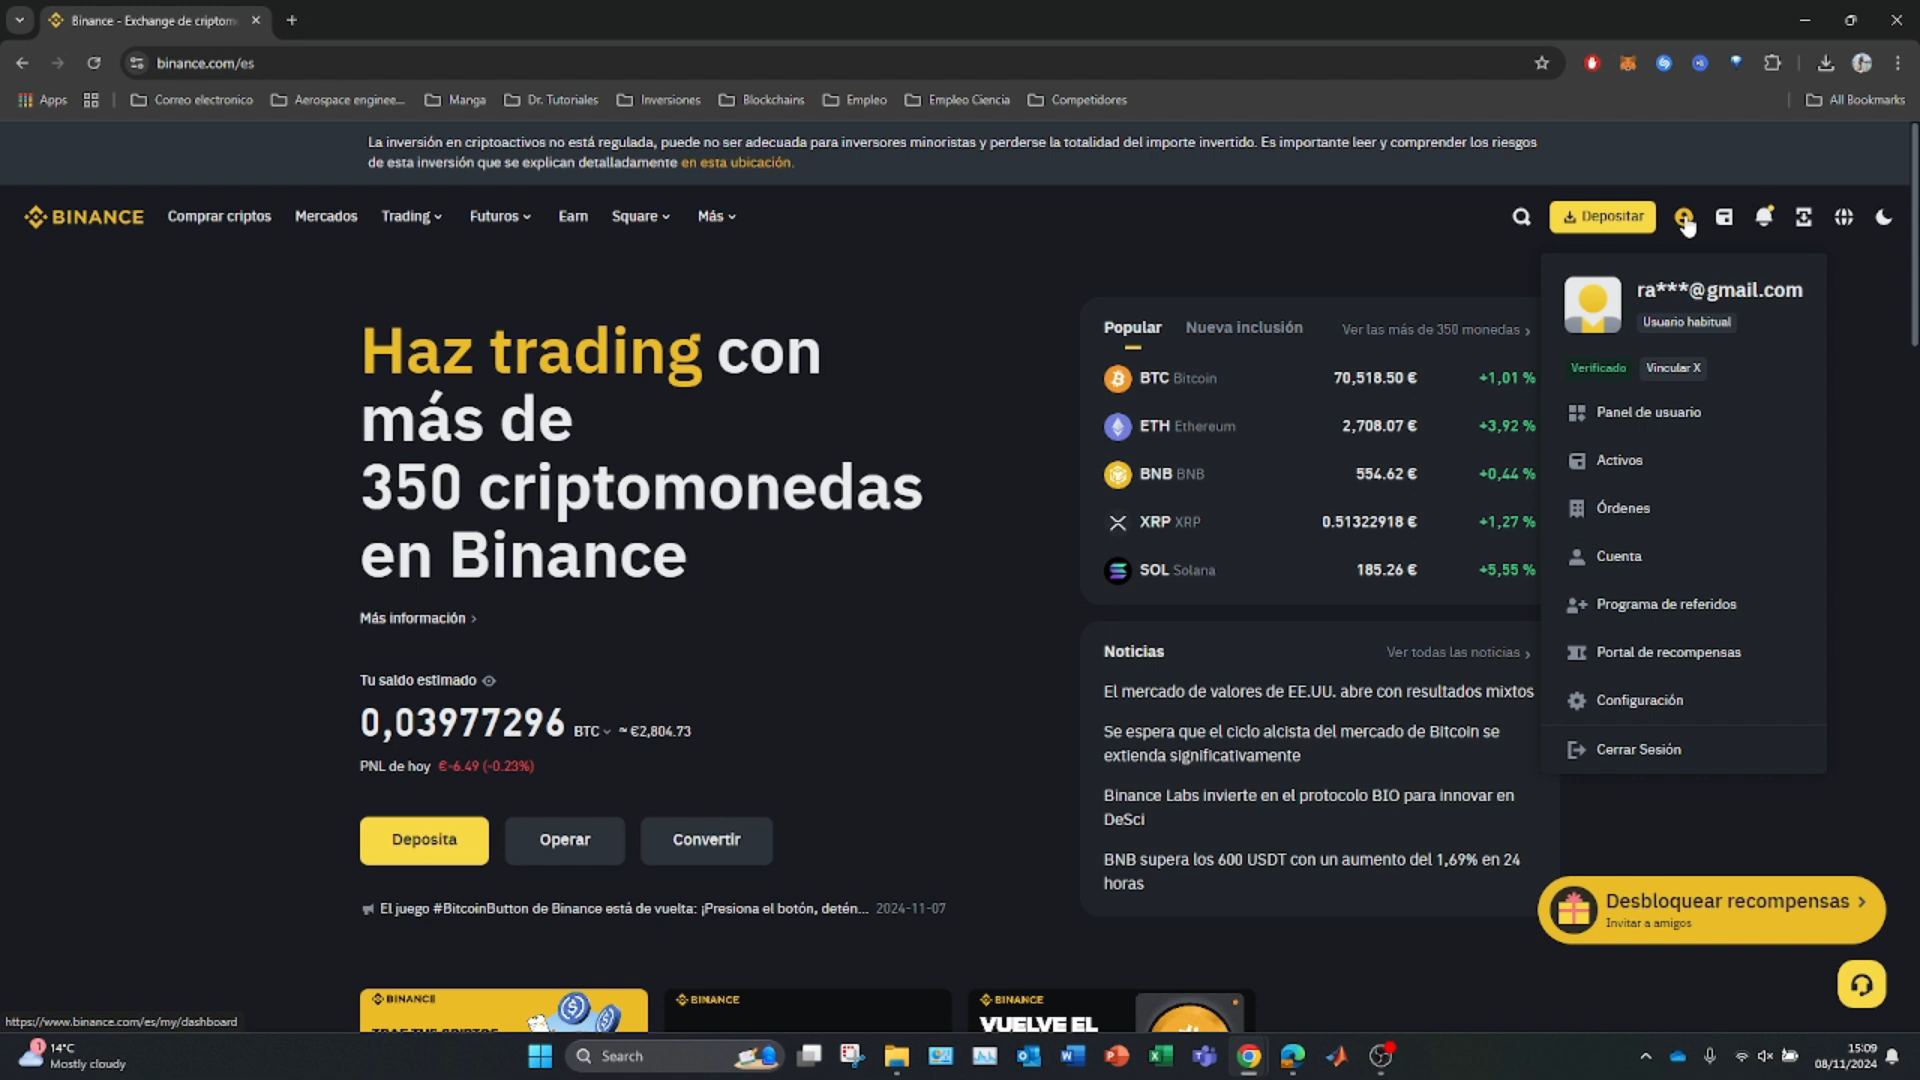 Binance - Exchange de criptom
binance.com/es
Apps
Correo electronico
Aerospace enginee...
Manga
Dr. Tutoriales
Inversiones
Blockchains
Empleo
Empleo Ciencia
Competidores
All Bookmarks
La inversión en criptoactivos no está regulada, puede no ser adecuada para inversores minoristas y perderse la totalidad del importe invertido. Es importante leer y comprender los riesgos
de esta inversión que se explican detalladamente en esta ubicación.
BINANCE
Comprar criptos
Mercados
Trading
Futuros
Earn
Square
Más
Depositar
Haz trading con
más de
350 criptomonedas
en Binance
Más información >
Tu saldo estimado
0,03977296 BTC ≈ €2,804.73
PNL de hoy €-6.49 (-0.23%)
Deposita
Operar
Convertir
El juego #BitcoinButton de Binance está de vuelta: ¡Presiona el botón, detén... 2024-11-07
Popular
Nueva inclusión
Ver las más de 350 monedas >
BTC Bitcoin 70,518.50 € +1,01 %
ETH Ethereum 2,708.07 € +3,92 %
BNB BNB 554.62 € +0,44 %
XRP XRP 0.51322918 € +1,27 %
SOL Solana 185.26 € +5,55 %
Noticias
Ver todas las noticias >
El mercado de valores de EE.UU. abre con resultados mixtos
Se espera que el ciclo alcista del mercado de Bitcoin se
extienda significativamente
Binance Labs invierte en el protocolo BIO para innovar en
DeSci
BNB supera los 600 USDT con un aumento del 1,69% en 24
horas
ra***@gmail.com
Usuario habitual
Verificado
Vincular X
Panel de usuario
Activos
Órdenes
Cuenta
Programa de referidos
Portal de recompensas
Configuración
Cerrar Sesión
Desbloquear recompensas >
Invitar a amigos
BINANCE
BINANCE
BINANCE
VUELVE EL
https://www.binance.com/es/my/dashboard
1
14°C
Mostly cloudy
Search
15:09
08/11/2024